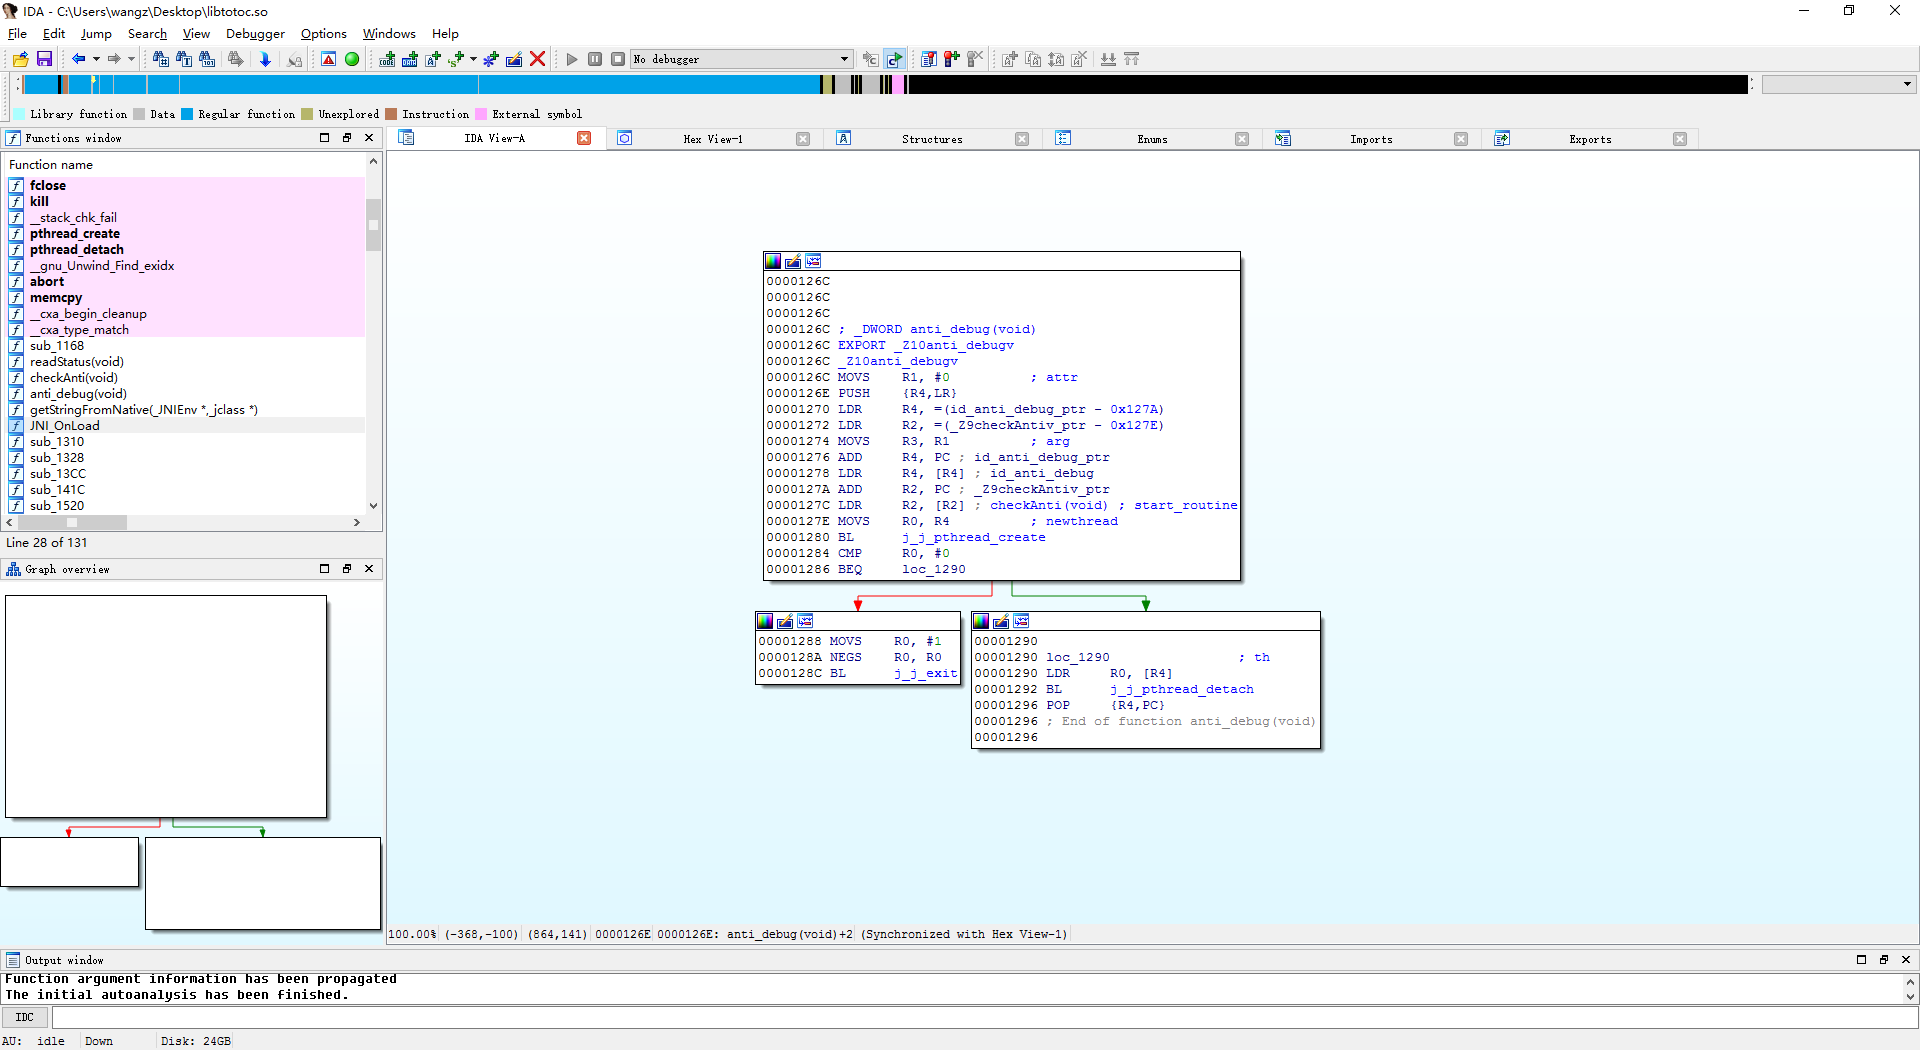 IDA - C:\Users\wangz\Desktop\libtotoc.so
File Edit Jump Search View Debugger Options Windows Help
No debugger
Library function Data Regular function Unexplored Instruction External symbol
Functions window
IDA View-A Hex View-1 Structures Enums Imports Exports
Function name
fclose
kill
__stack_chk_fail
pthread_create
pthread_detach
__gnu_Unwind_Find_exidx
abort
memcpy
__cxa_begin_cleanup
__cxa_type_match
sub_1168
readStatus(void)
checkAnti(void)
anti_debug(void)
getStringFromNative(_JNIEnv *,_jclass *)
JNI_OnLoad
sub_1310
sub_1328
sub_13CC
sub_141C
sub_1520
Line 28 of 131
Graph overview
0000126C
0000126C
0000126C
0000126C ; _DWORD anti_debug(void)
0000126C EXPORT _Z10anti_debugv
0000126C _Z10anti_debugv
0000126C MOVS R1, #0 ; attr
0000126E PUSH {R4,LR}
00001270 LDR R4, =(id_anti_debug_ptr - 0x127A)
00001272 LDR R2, =(_Z9checkAntiv_ptr - 0x127E)
00001274 MOVS R3, R1 ; arg
00001276 ADD R4, PC ; id_anti_debug_ptr
00001278 LDR R4, [R4] ; id_anti_debug
0000127A ADD R2, PC ; _Z9checkAntiv_ptr
0000127C LDR R2, [R2] ; checkAnti(void) ; start_routine
0000127E MOVS R0, R4 ; newthread
00001280 BL j_j_pthread_create
00001284 CMP R0, #0
00001286 BEQ loc_1290
00001288 MOVS R0, #1
0000128A NEGS R0, R0
0000128C BL j_j_exit
00001290
00001290 loc_1290 ; th
00001290 LDR R0, [R4]
00001292 BL j_j_pthread_detach
00001296 POP {R4,PC}
00001296 ; End of function anti_debug(void)
00001296
100.00% (-368,-100) (864,141) 0000126E 0000126E: anti_debug(void)+2 (Synchronized with Hex View-1)
Output window
Function argument information has been propagated
The initial autoanalysis has been finished.
IDC
AU: idle Down Disk: 24GB